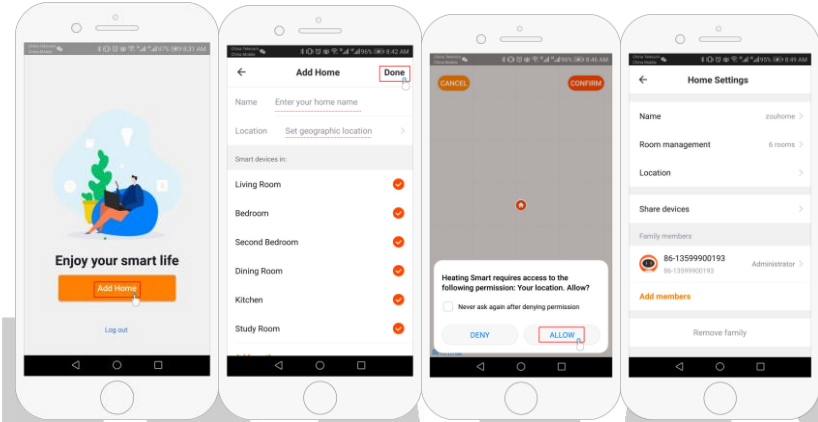 China Telecom
China Mobile
87% 8:31 AM
Enjoy your smart life
Add Home
Log out
China Telecom
China Mobile
96% 8:42 AM
Add Home
Done
Name Enter your home name
Location Set geographic location
Smart devices in:
Living Room
Bedroom
Second Bedroom
Dining Room
Kitchen
Study Room
China Telecom
China Mobile
96% 8:46 AM
CANCEL
CONFIRM
Heating Smart requires access to the
following permission: Your location. Allow?
Never ask again after denying permission
DENY
ALLOW
China Telecom
China Mobile
95% 8:49 AM
Home Settings
Name zouhome
Room management 6 rooms
Location
Share devices
Family members
86-13599900193
Administrator
86-13599900193
Add members
Remove family